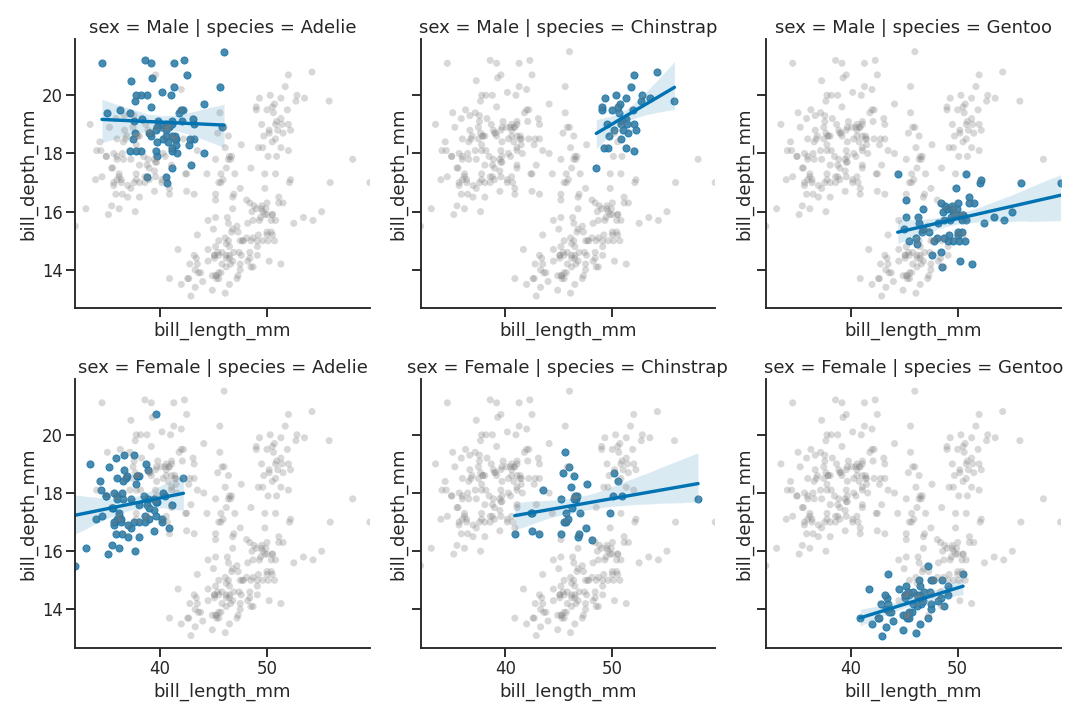 sex = Male | species = Adelie
sex = Male | species = Chinstrap
sex = Male | species = Gentoo
bill_depth_mm
20
18
16
14
bill_depth_mm
bill_depth_mm
bill_length_mm
bill_length_mm
bill_length_mm
sex = Female | species = Adelie
sex = Female | species = Chinstrap
sex = Female | species = Gentoo
bill_depth_mm
20
18
16
14
bill_depth_mm
bill_depth_mm
40
50
40
50
40
50
bill_length_mm
bill_length_mm
bill_length_mm